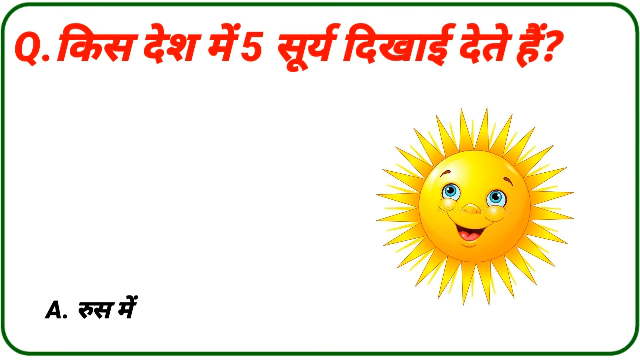 Q. किस देश में 5 सूर्य दिखाई देते हैं?
A. रुस में